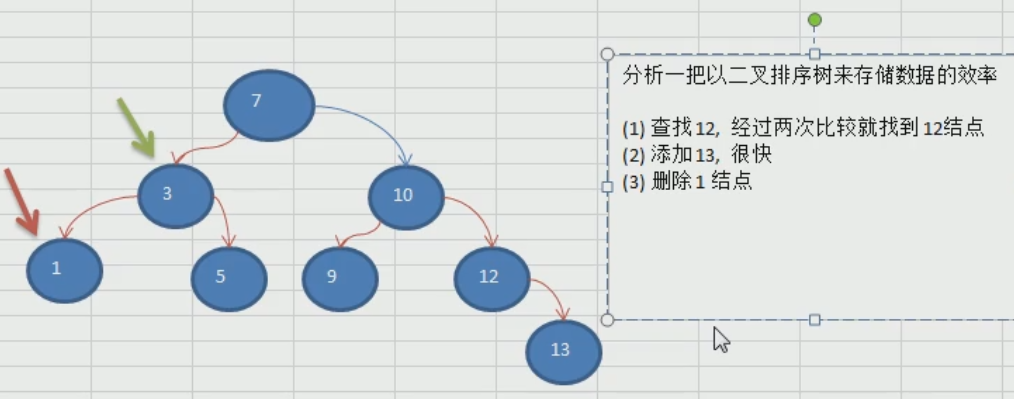 7
3
10
1
5
9
12
13
分析一把以二叉排序树来存储数据的效率
(1) 查找12, 经过两次比较就找到12结点
(2) 添加13, 很快
(3) 删除1 结点